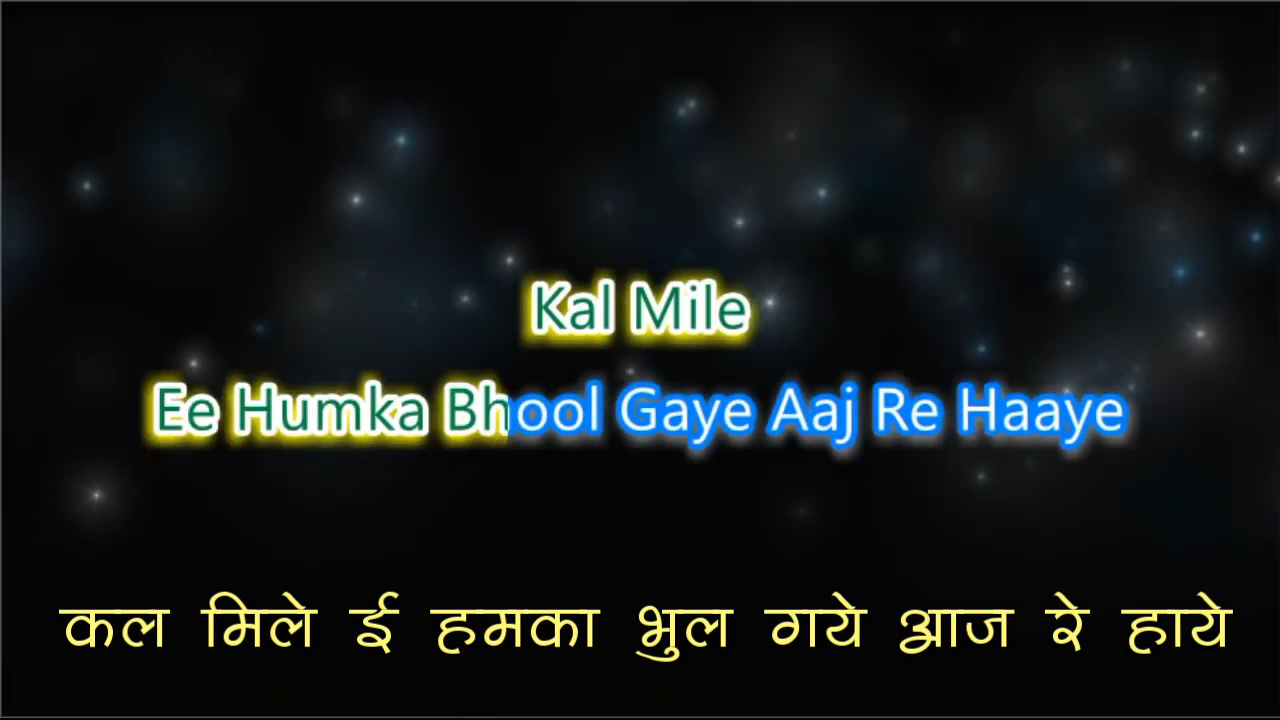 Kal Mile
Ee Humka Bhool Gaye Aaj Re Haaye
कल मिले ई हमका भुल गये आज रे हाये